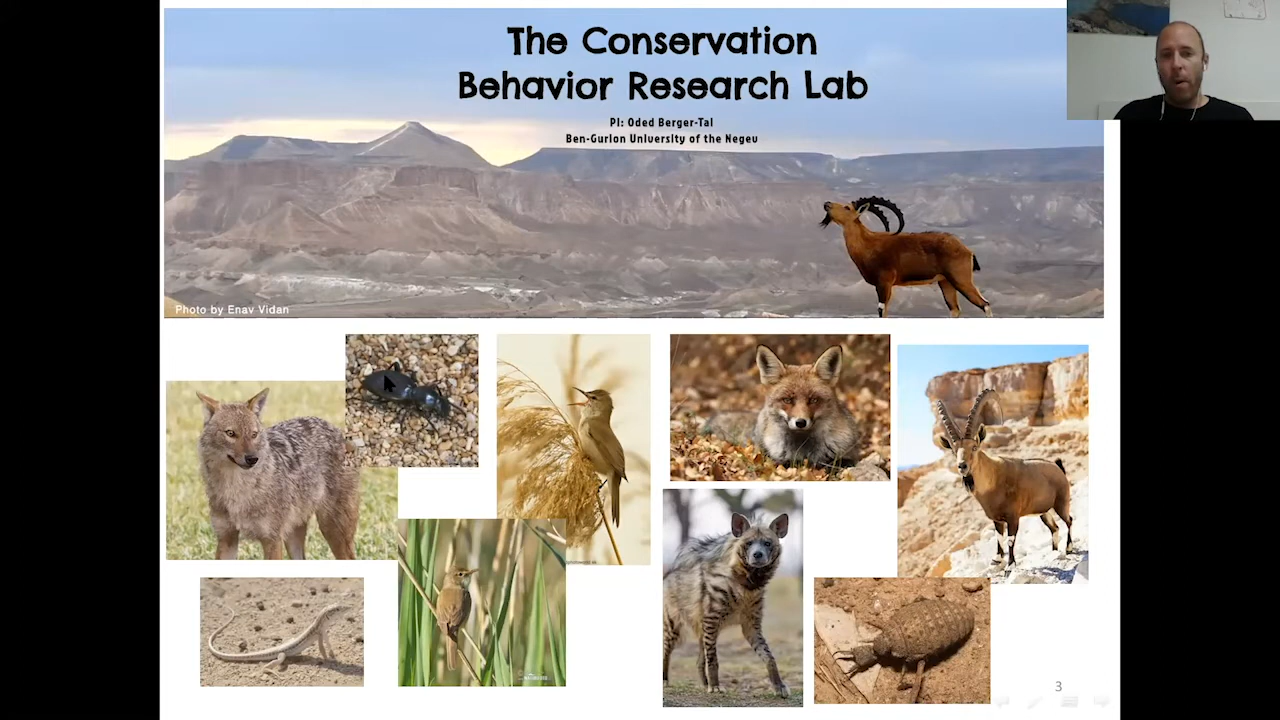 The Conservation
Behavior Research Lab
PI: Oded Berger-Tal
Ben-Gurion University of the Negev
Photo by Enav Vidan
3